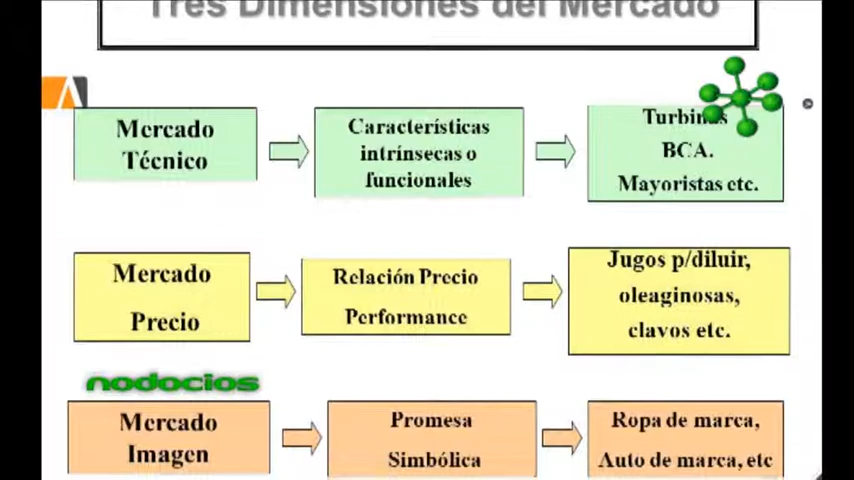 Tres Dimensiones del Mercado
Mercado
Técnico
Características
intrínsecas o
funcionales
Turbinas
BCA.
Mayoristas etc.
Mercado
Precio
Relación Precio
Performance
Jugos p/diluir,
oleaginosas,
clavos etc.
nodocios
Mercado
Imagen
Promesa
Simbólica
Ropa de marca,
Auto de marca, etc